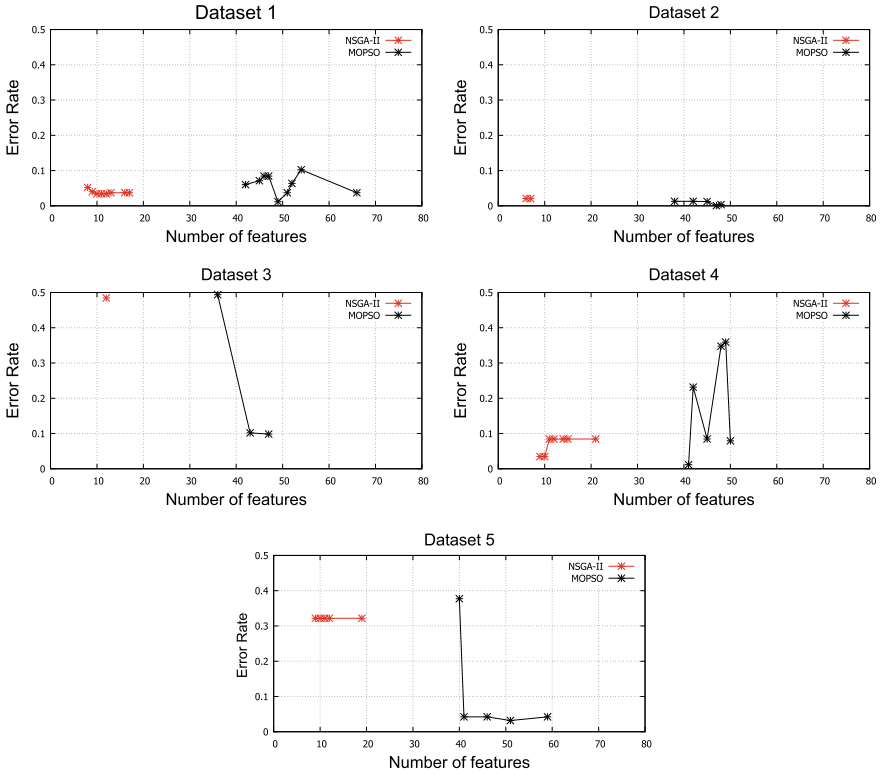 Dataset 1
0.5
0.4
0.3
0.2
0.1
0
0 10 20 30 40 50 60 70 80
Error Rate
Number of features
NSGA-II
MOPSO
Dataset 2
0.5
0.4
0.3
0.2
0.1
0
0 10 20 30 40 50 60 70 80
Error Rate
Number of features
NSGA-II
MOPSO
Dataset 3
0.5
0.4
0.3
0.2
0.1
0
0 10 20 30 40 50 60 70 80
Error Rate
Number of features
NSGA-II
MOPSO
Dataset 4
0.5
0.4
0.3
0.2
0.1
0
0 10 20 30 40 50 60 70 80
Error Rate
Number of features
NSGA-II
MOPSO
Dataset 5
0.5
0.4
0.3
0.2
0.1
0
0 10 20 30 40 50 60 70 80
Error Rate
Number of features
NSGA-II
MOPSO